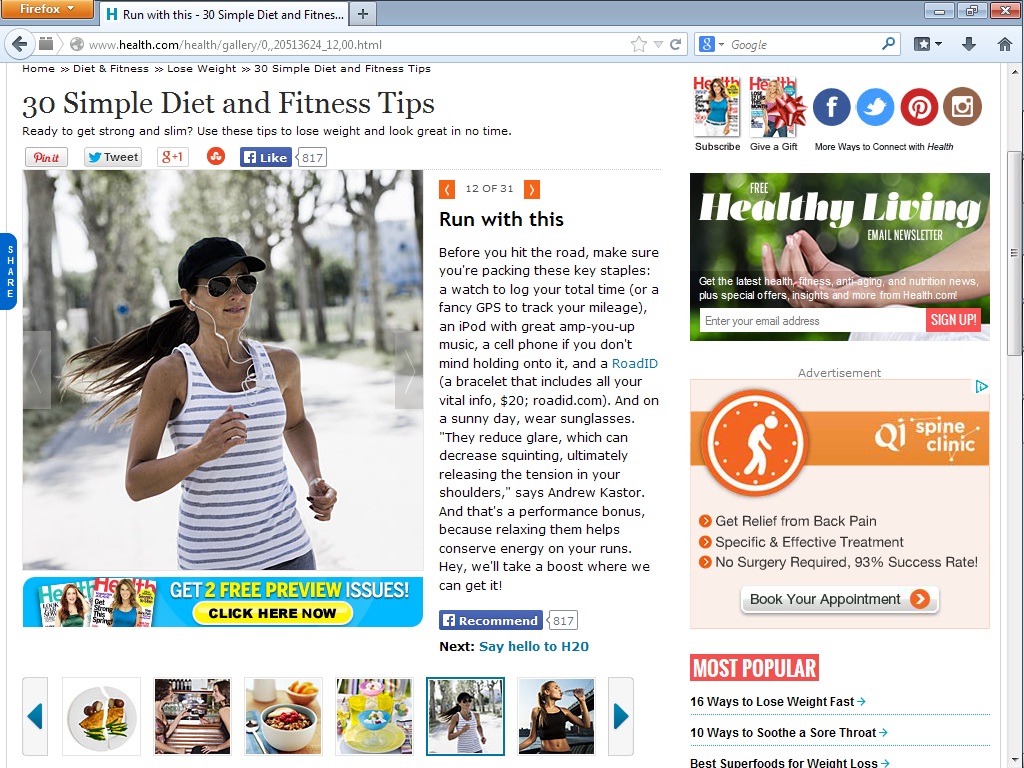 Firefox
Run with this - 30 Simple Diet and Fitnes...
www.health.com/health/gallery/0,,20513624_12,00.html
Google
Home >> Diet & Fitness >> Lose Weight >> 30 Simple Diet and Fitness Tips
30 Simple Diet and Fitness Tips
Ready to get strong and slim? Use these tips to lose weight and look great in no time.
Pin it
Tweet
g+1
Like
817
SHARE
12 OF 31
Run with this
Before you hit the road, make sure
you're packing these key staples:
a watch to log your total time (or a
fancy GPS to track your mileage),
an iPod with great amp-you-up
music, a cell phone if you don't
mind holding onto it, and a RoadID
(a bracelet that includes all your
vital info, $20; roadid.com). And on
a sunny day, wear sunglasses.
"They reduce glare, which can
decrease squinting, ultimately
releasing the tension in your
shoulders," says Andrew Kastor.
And that's a performance bonus,
because relaxing them helps
conserve energy on your runs.
Hey, we'll take a boost where we
can get it!
Recommend
817
Next: Say hello to H20
Health
GET 2 FREE PREVIEW ISSUES!
CLICK HERE NOW
Health
Health
Subscribe
Give a Gift
More Ways to Connect with Health
FREE
Healthy Living
EMAIL NEWSLETTER
Get the latest health, fitness, anti-aging, and nutrition news,
plus special offers, insights and more from Health.com!
Enter your email address
SIGN UP!
Advertisement
Qi spine
clinic
Get Relief from Back Pain
Specific & Effective Treatment
No Surgery Required, 93% Success Rate!
Book Your Appointment
MOST POPULAR
16 Ways to Lose Weight Fast
10 Ways to Soothe a Sore Throat
Best Superfoods for Weight Loss